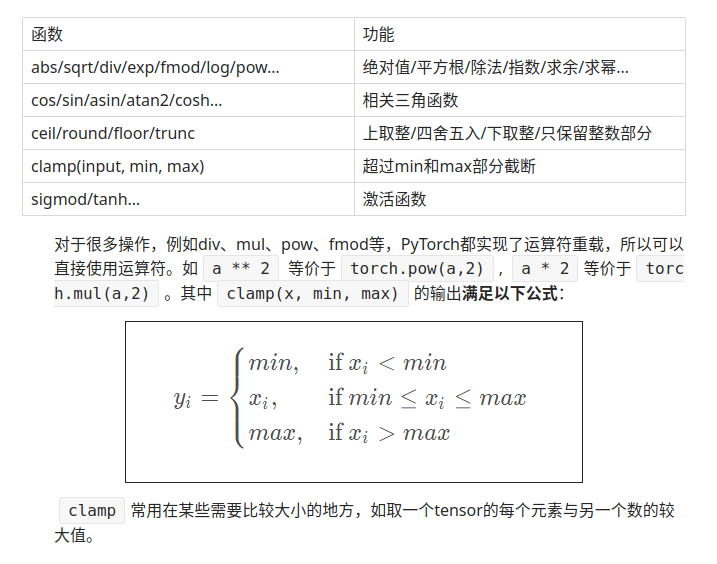 函数 功能
abs/sqrt/div/exp/fmod/log/pow... 绝对值/平方根/除法/指数/求余/求幂...
cos/sin/asin/atan2/cosh... 相关三角函数
ceil/round/floor/trunc 上取整/四舍五入/下取整/只保留整数部分
clamp(input, min, max) 超过min和max部分截断
sigmod/tanh... 激活函数
对于很多操作，例如div、mul、pow、fmod等，PyTorch都实现了运算符重载，所以可以
直接使用运算符。如 a ** 2 等价于 torch.pow(a,2) , a * 2 等价于 torc
h.mul(a,2) 。其中 clamp(x, min, max) 的输出满足以下公式：
y_i = { min, if x_i < min
x_i, if min ≤ x_i ≤ max
max, if x_i > max
clamp 常用在某些需要比较大小的地方，如取一个tensor的每个元素与另一个数的较
大值。